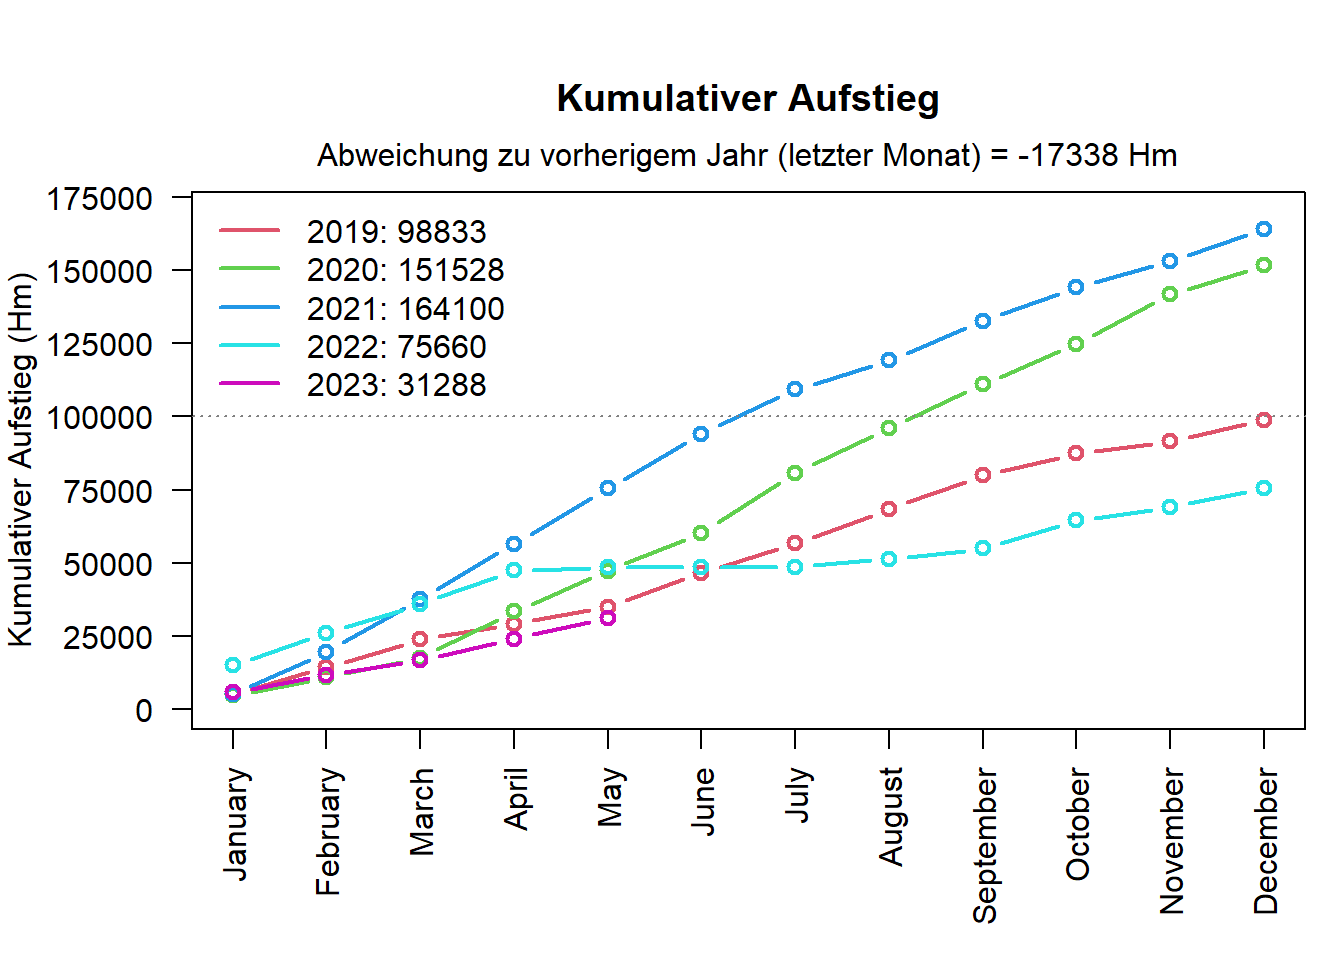 Kumulativer Aufstieg
Abweichung zu vorherigem Jahr (letzter Monat) = -17338 Hm
Kumulativer Aufstieg (Hm)
175000
150000
125000
100000
75000
50000
25000
0
2019: 98833
2020: 151528
2021: 164100
2022: 75660
2023: 31288
January
February
March
April
May
June
July
August
September
October
November
December